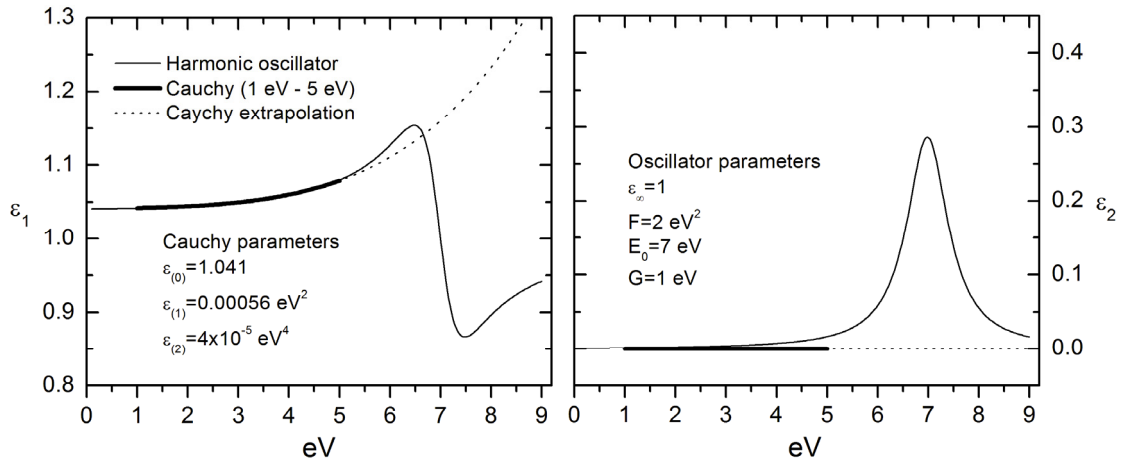 1.3
1.2
1.1
1.0
0.9
0.8
ε1
Harmonic oscillator
Cauchy (1 eV - 5 eV)
Caychy extrapolation
Cauchy parameters
ε(0)=1.041
ε(1)=0.00056 eV²
ε(2)=4x10⁻⁵ eV⁴
0 1 2 3 4 5 6 7 8 9
eV
Oscillator parameters
ε∞=1
F=2 eV²
E0=7 eV
G=1 eV
0.4
0.3
0.2
0.1
0.0
ε2
0 1 2 3 4 5 6 7 8 9
eV